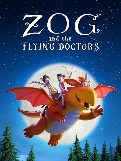 ZOG
and the
FLYING DOCTORS